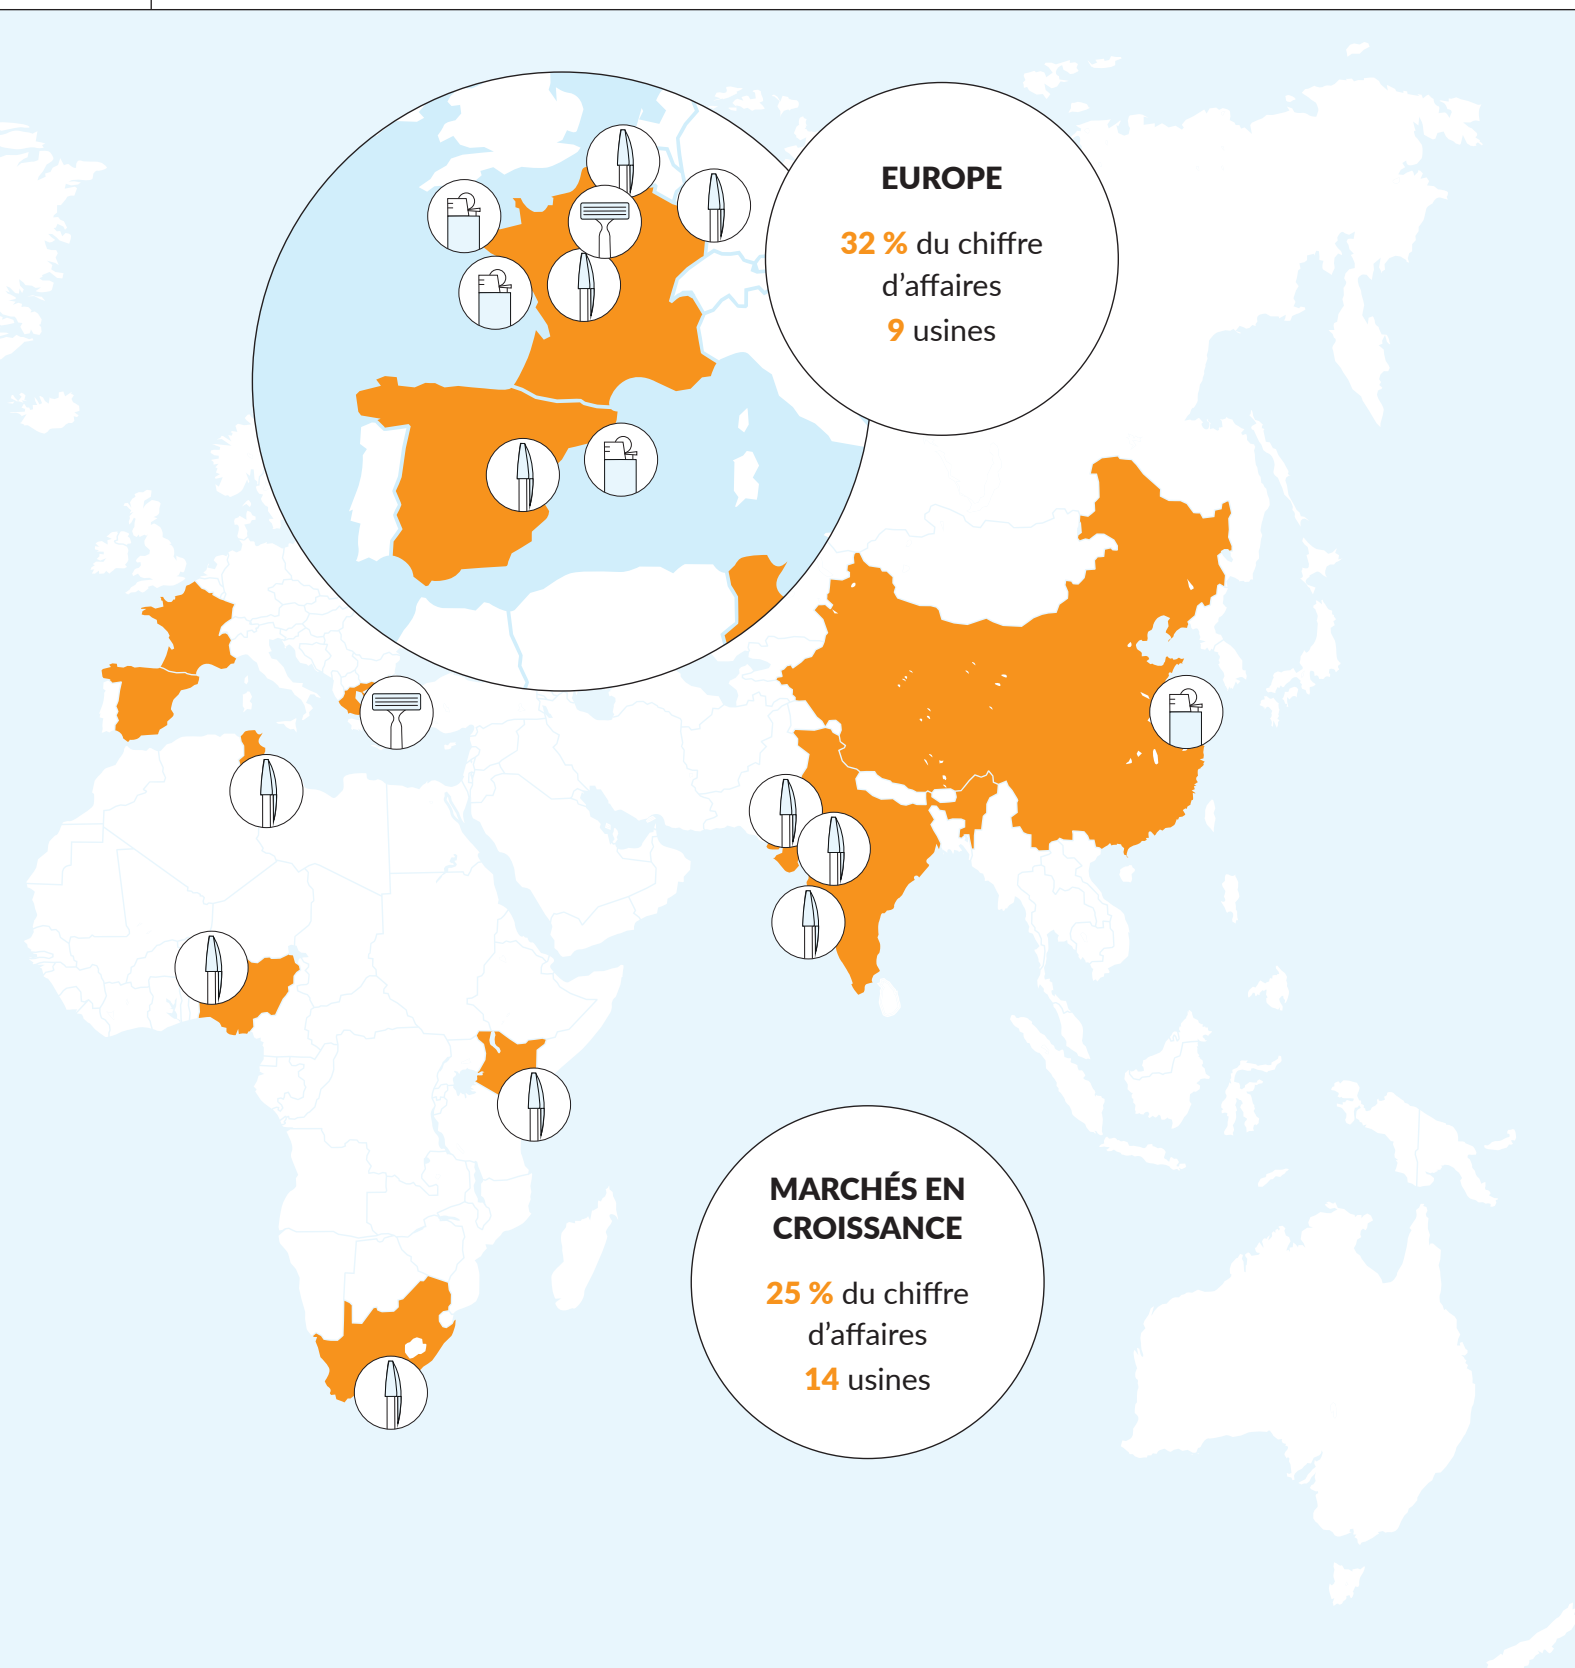 EUROPE
32 % du chiffre
d’affaires
9 usines
MARCHÉS EN
CROISSANCE
25 % du chiffre
d’affaires
14 usines